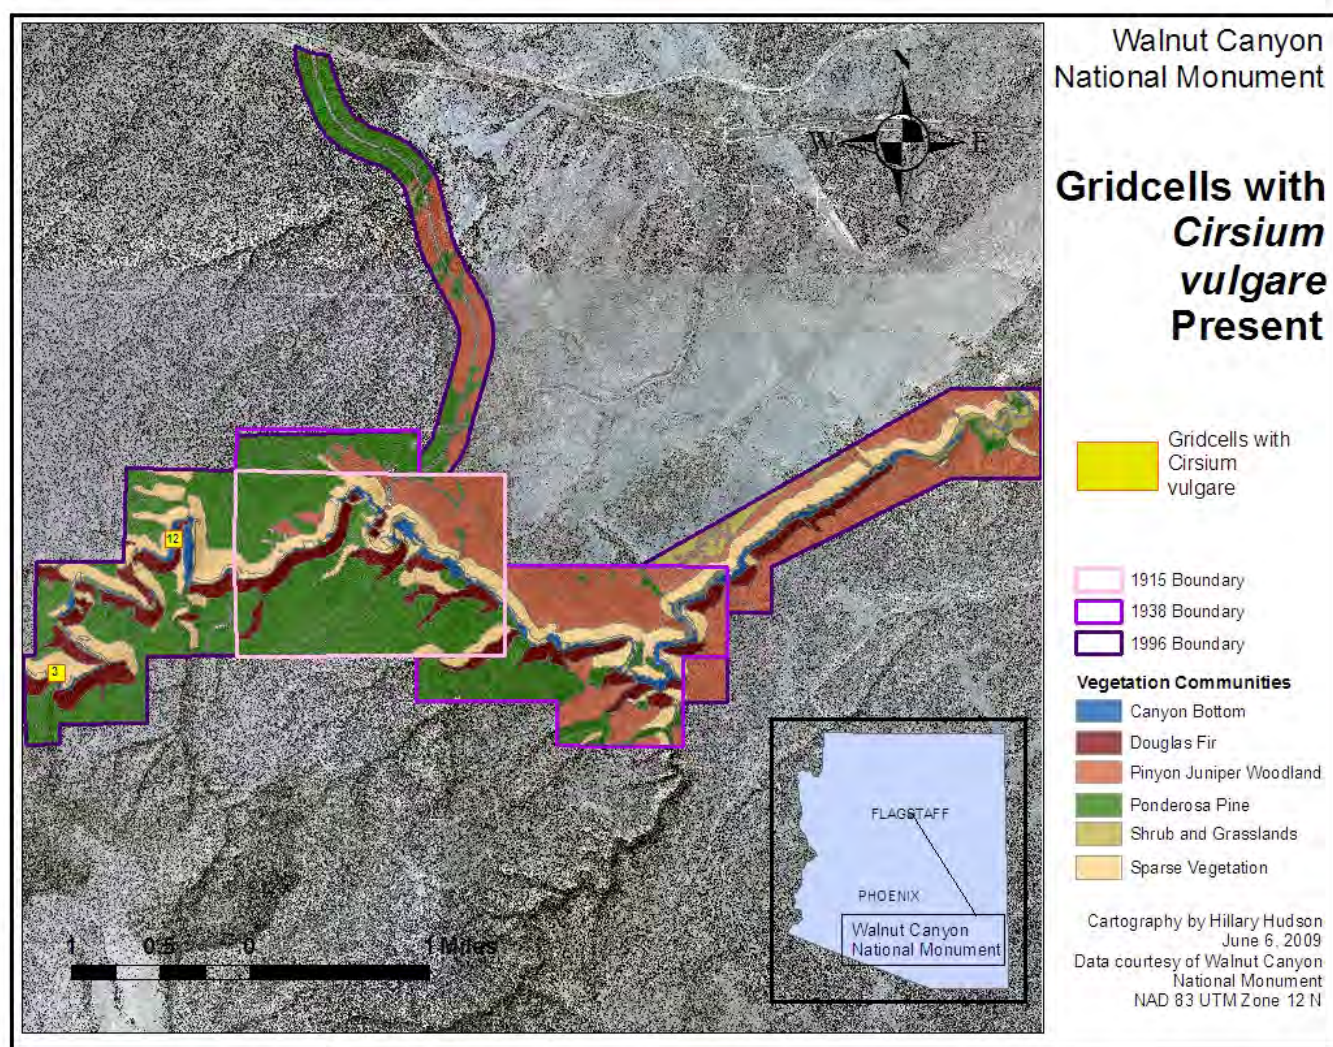 Walnut Canyon
National Monument
Gridcells with
Cirsium
vulgare
Present
N
W
E
S
Gridcells with
Cirsium
vulgare
12
3
1915 Boundary
1938 Boundary
1996 Boundary
Vegetation Communities
Canyon Bottom
Douglas Fir
Pinyon Juniper Woodland
Ponderosa Pine
Shrub and Grasslands
Sparse Vegetation
FLAGSTAFF
PHOENIX
Walnut Canyon
National Monument
1 0.5 0 1 Miles
Cartography by Hillary Hudson
June 6, 2009
Data courtesy of Walnut Canyon
National Monument
NAD 83 UTM Zone 12 N